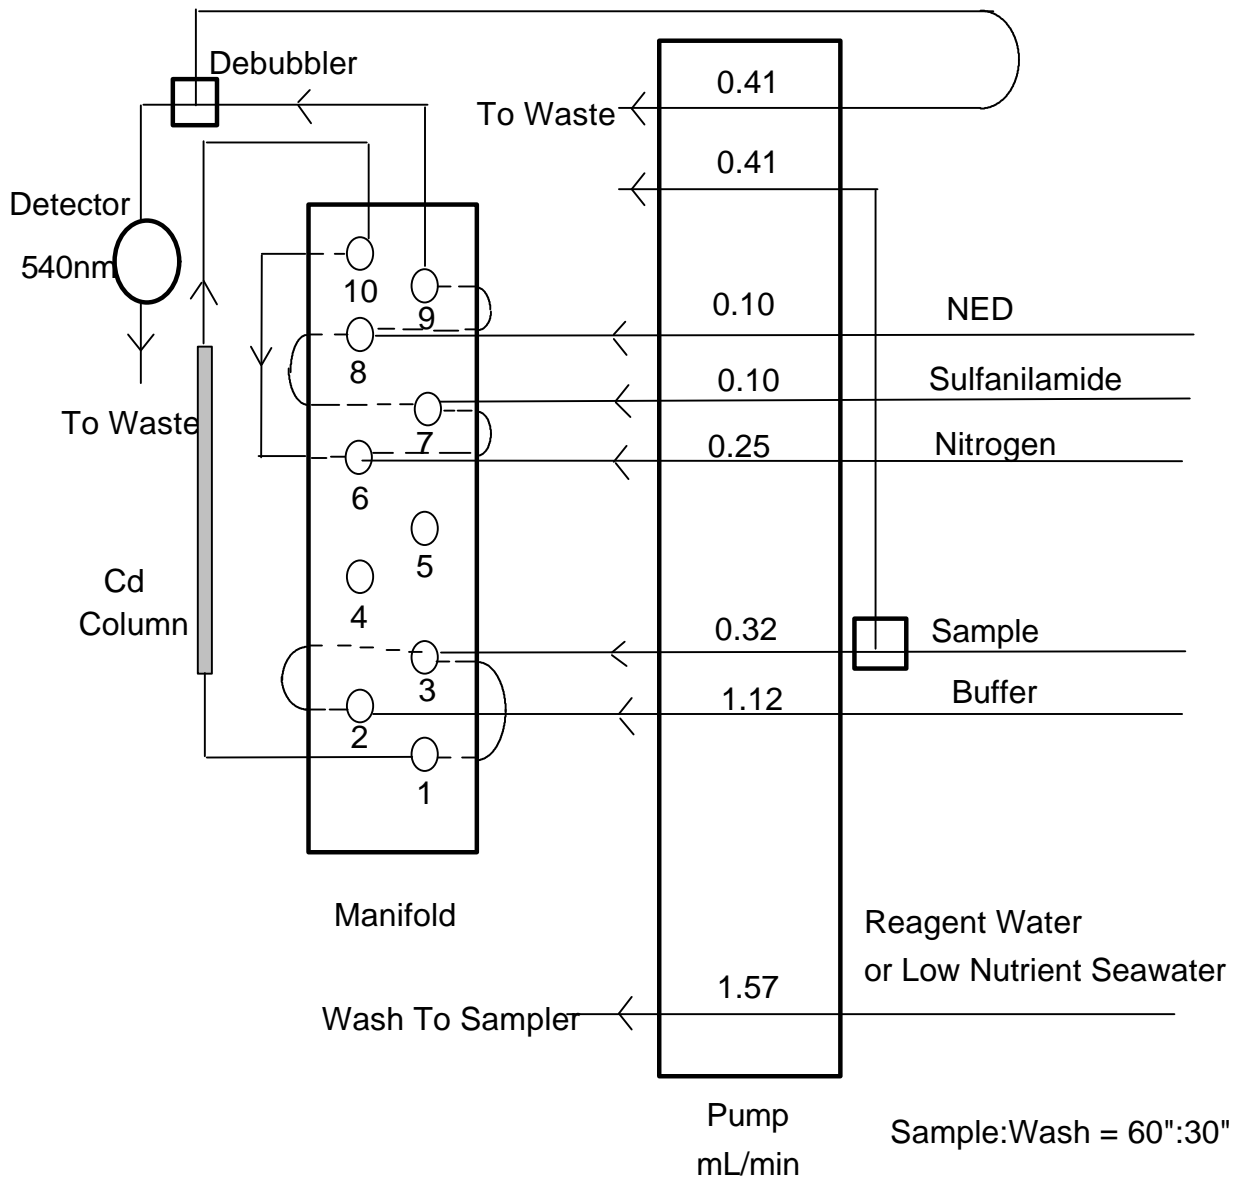 Debubbler
0.41
To Waste
0.41
Detector
540nm
10
9
0.10
NED
8
0.10
Sulfanilamide
To Waste
7
0.25
Nitrogen
6
5
Cd
Column
4
0.32
Sample
3
1.12
Buffer
2
1
Manifold
Reagent Water
or Low Nutrient Seawater
1.57
Wash To Sampler
Pump
mL/min
Sample:Wash = 60":30"